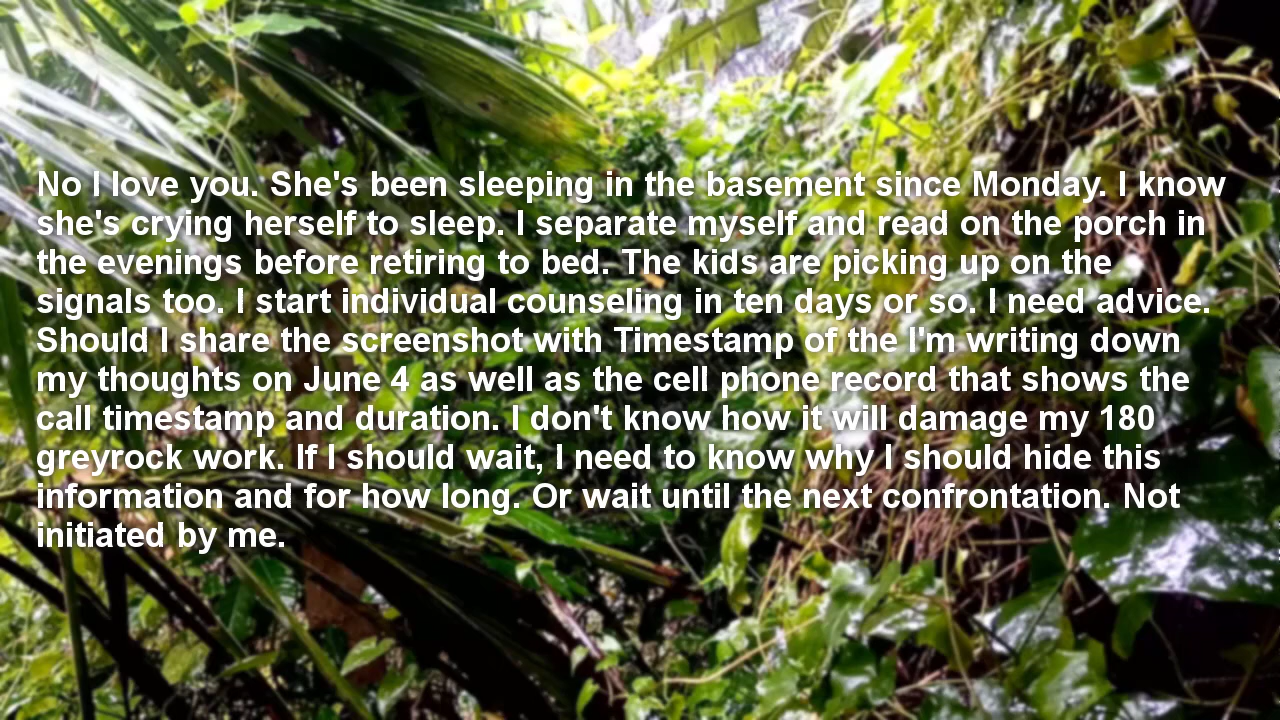 No I love you. She's been sleeping in the basement since Monday. I know
she's crying herself to sleep. I separate myself and read on the porch in
the evenings before retiring to bed. The kids are picking up on the
signals too. I start individual counseling in ten days or so. I need advice.
Should I share the screenshot with Timestamp of the I'm writing down
my thoughts on June 4 as well as the cell phone record that shows the
call timestamp and duration. I don't know how it will damage my 180
greyrock work. If I should wait, I need to know why I should hide this
information and for how long. Or wait until the next confrontation. Not
initiated by me.